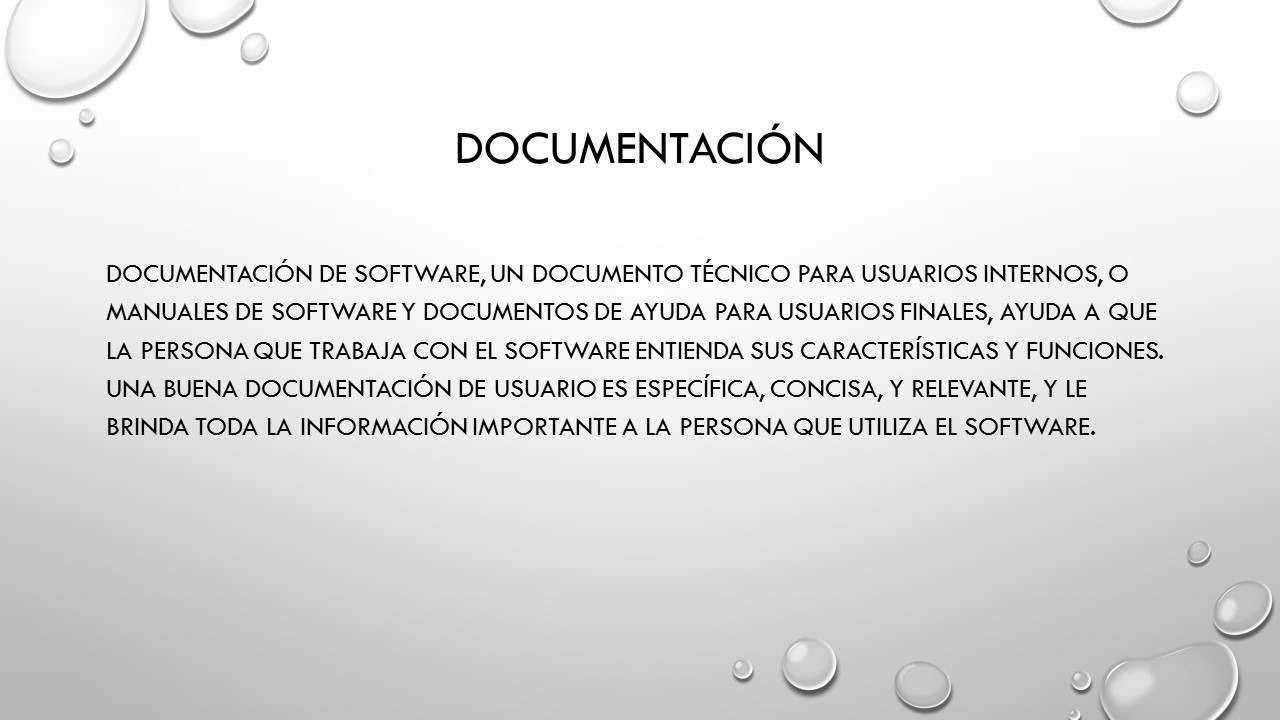 DOCUMENTACIÓN
DOCUMENTACIÓN DE SOFTWARE, UN DOCUMENTO TÉCNICO PARA USUARIOS INTERNOS, O
MANUALES DE SOFTWARE Y DOCUMENTOS DE AYUDA PARA USUARIOS FINALES, AYUDA A QUE
LA PERSONA QUE TRABAJA CON EL SOFTWARE ENTIENDA SUS CARACTERÍSTICAS Y FUNCIONES.
UNA BUENA DOCUMENTACIÓN DE USUARIO ES ESPECÍFICA, CONCISA, Y RELEVANTE, Y LE
BRINDA TODA LA INFORMACIÓN IMPORTANTE A LA PERSONA QUE UTILIZA EL SOFTWARE.